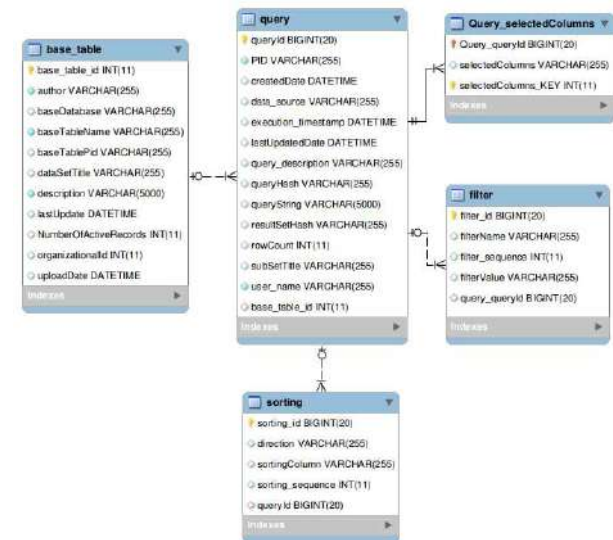 base_table
base_table_id INT(11)
author VARCHAR(255)
baseDatabase VARCHAR(255)
baseTableName VARCHAR(255)
baseTablePid VARCHAR(255)
dataSetTitle VARCHAR(255)
description VARCHAR(5000)
lastUpdate DATETIME
NumberOfActiveRecords INT(11)
organizationalId INT(11)
uploadDate DATETIME
Indexes
query
queryId BIGINT(20)
PID VARCHAR(255)
createdDate DATETIME
data_source VARCHAR(255)
execution_timestamp DATETIME
lastUpdatedDate DATETIME
query_description VARCHAR(255)
queryHash VARCHAR(255)
queryString VARCHAR(5000)
resultSetHash VARCHAR(255)
rowCount INT(11)
subSetTitle VARCHAR(255)
user_name VARCHAR(255)
base_table_id INT(11)
Indexes
Query_selectedColumns
Query_queryId BIGINT(20)
selectedColumns VARCHAR(255)
selectedColumns_KEY INT(11)
Indexes
filter
filter_id BIGINT(20)
filterName VARCHAR(255)
filter_sequence INT(11)
filterValue VARCHAR(255)
query_queryId BIGINT(20)
Indexes
sorting
sorting_id BIGINT(20)
direction VARCHAR(255)
sortingColumn VARCHAR(255)
sorting_sequence INT(11)
queryId BIGINT(20)
Indexes